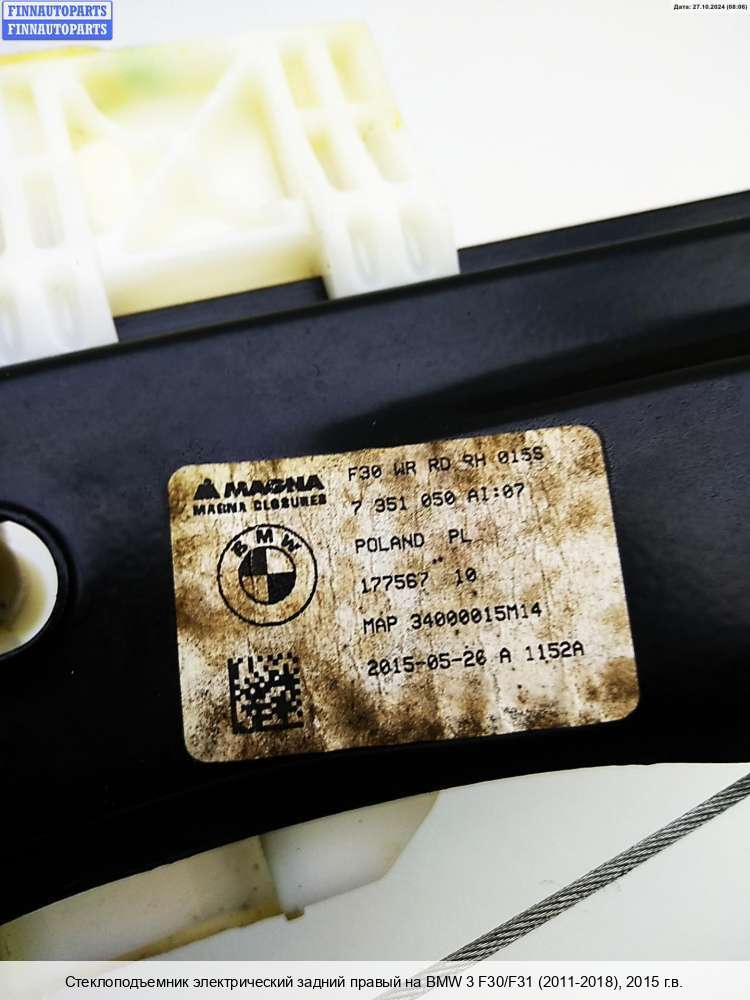 FINNAUTOPARTS
FINNAUTOPARTS
Дата: 27.10.2024 (08:06)
MAGNA
MAGNA CLOSURES
F30 WR RD RH 015S
7 351 050 AI:07
BMW
POLAND PL
177567 10
MAP 34000015M14
2015-05-26 A 1152A
Стеклоподъемник электрический задний правый на BMW 3 F30/F31 (2011-2018), 2015 г.в.